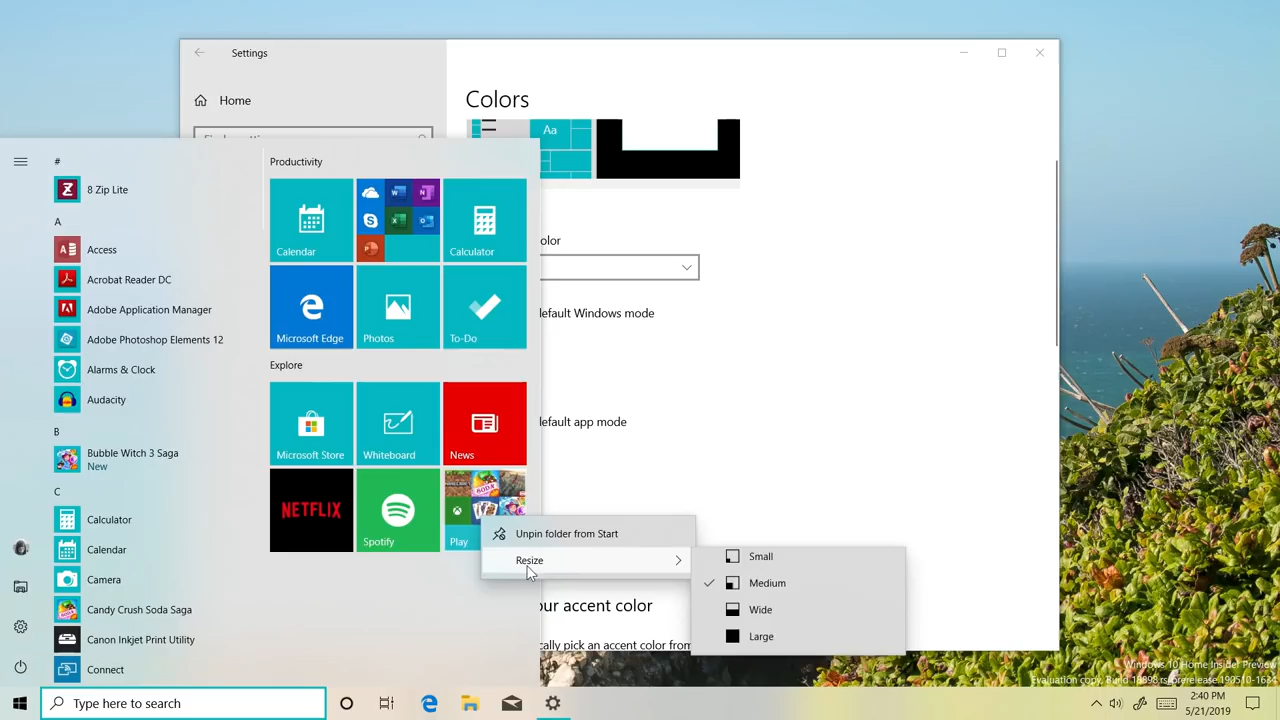 Settings
Home
Colors
Aa
#
8 Zip Lite
A
Access
Acrobat Reader DC
Adobe Application Manager
Adobe Photoshop Elements 12
Alarms & Clock
Audacity
B
Bubble Witch 3 Saga
New
C
Calculator
Calendar
Camera
Candy Crush Soda Saga
Canon Inkjet Print Utility
Connect
Productivity
Calendar
Calculator
Microsoft Edge
Photos
To-Do
Explore
Microsoft Store
Whiteboard
News
NETFLIX
Spotify
Play
olor
default Windows mode
default app mode
our accent color
cally pick an accent color from
Unpin folder from Start
Resize
Small
Medium
Wide
Large
Windows 10 Home Insider Preview
Evaluation copy. Build 18898.rs_prerelease.190510-1634
Type here to search
2:40 PM
5/21/2019